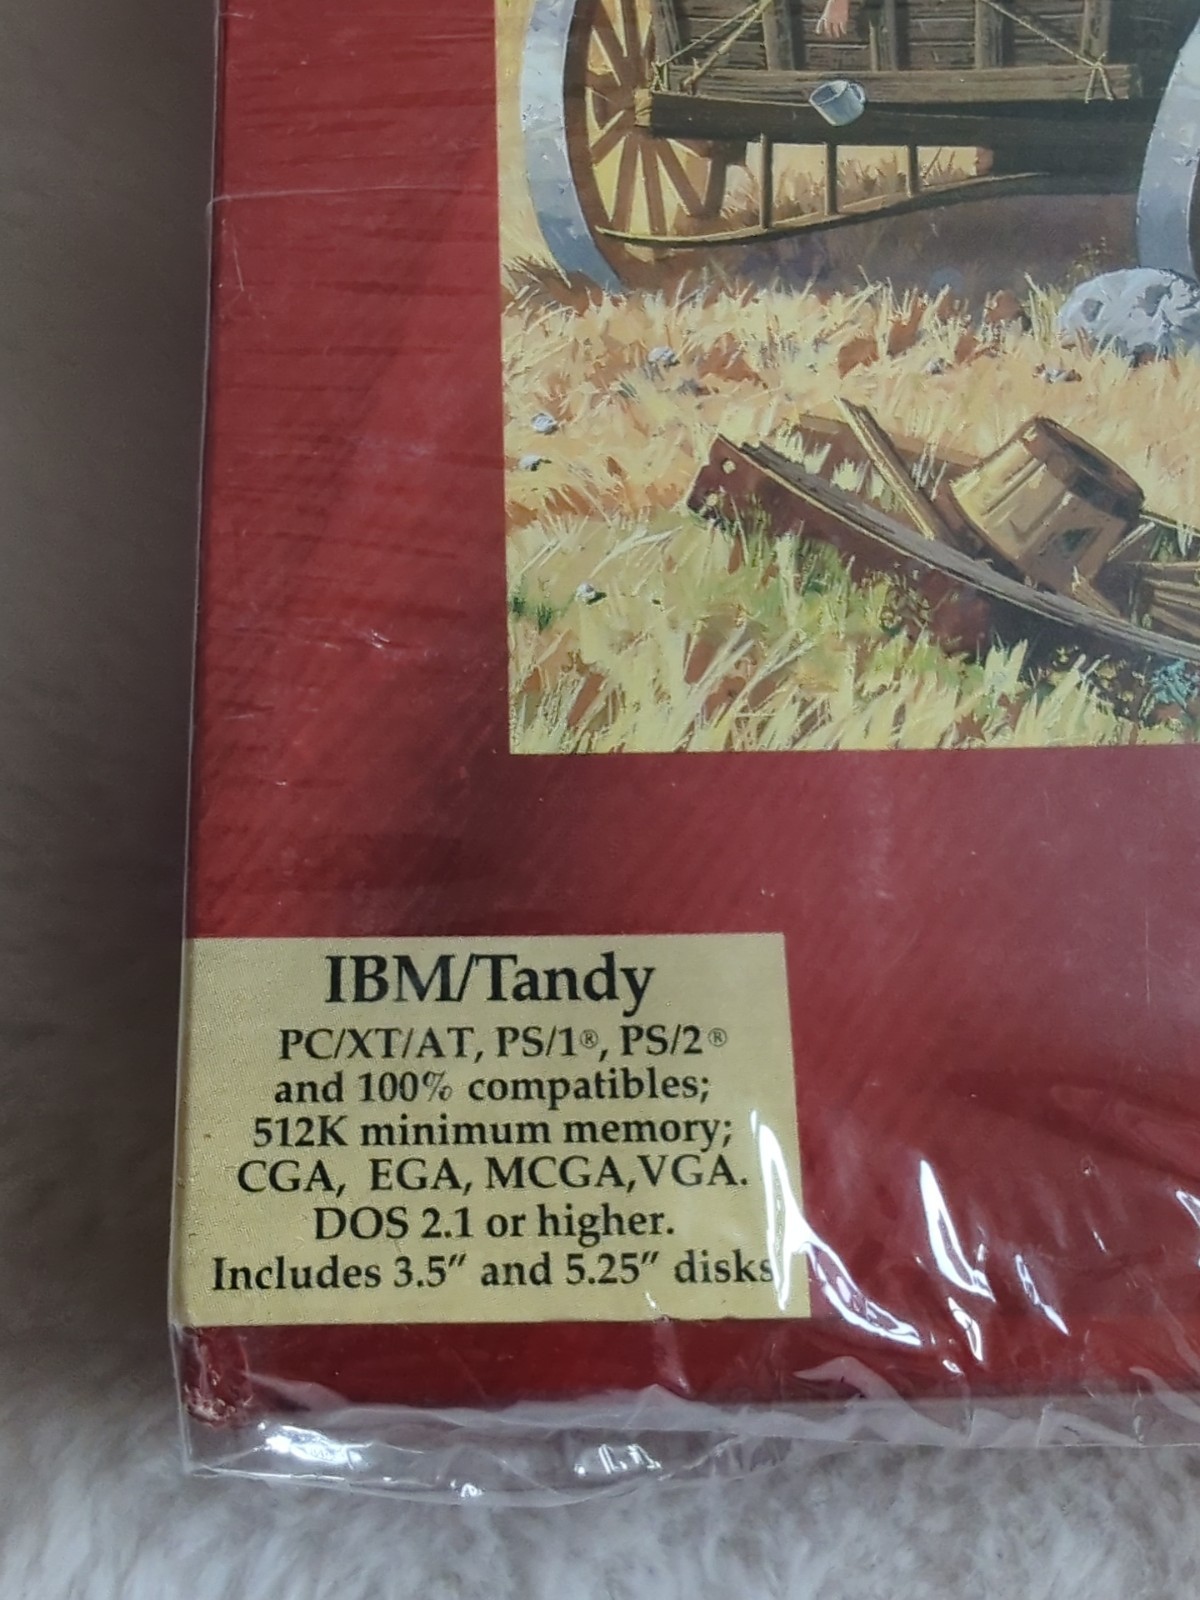 IBM/Tandy
PC/XT/AT, PS/1®, PS/2®
and 100% compatibles;
512K minimum memory;
CGA, EGA, MCGA,VGA.
DOS 2.1 or higher.
Includes 3.5″ and 5.25″ disks